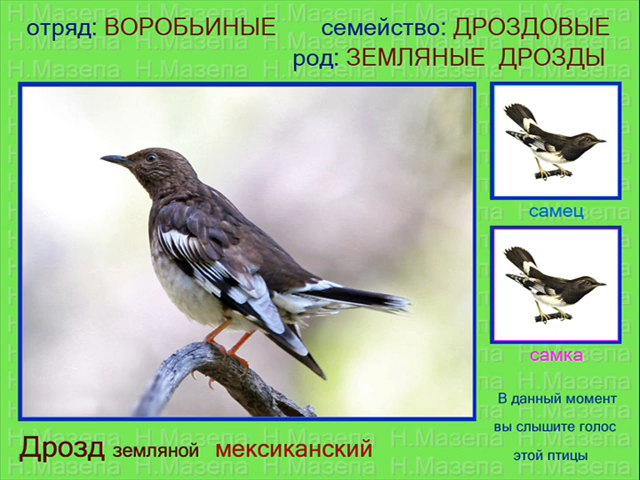 отряд: ВОРОБЬИНЫЕ семейство: ДРОЗДОВЫЕ
род: ЗЕМЛЯНЫЕ ДРОЗДЫ
самец
самка
В данный момент
вы слышите голос
этой птицы
Дрозд земляной мексиканский
Н.Мазепа